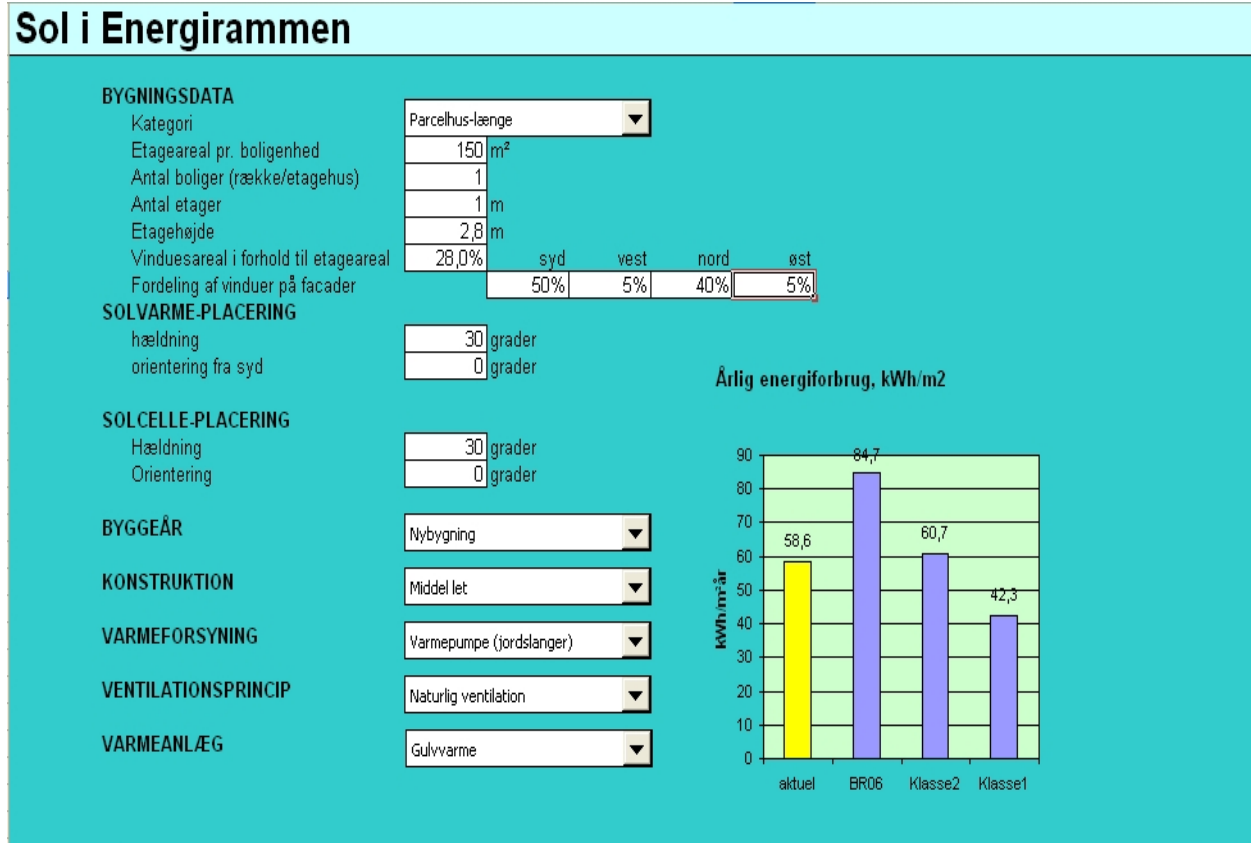 Sol i Energirammen
BYGNINGSDATA
Kategori Parcelhus-længe
Etageareal pr. boligenhed 150 m²
Antal boliger (række/etagehus) 1
Antal etager 1 m
Etagehøjde 2,8 m
Vinduesareal i forhold til etageareal 28,0% syd vest nord øst
Fordeling af vinduer på facader 50% 5% 40% 5%
SOLVARME-PLACERING
hældning 30 grader
orientering fra syd 0 grader
SOLCELLE-PLACERING
Hældning 30 grader
Orientering 0 grader
BYGGEÅR Nybygning
KONSTRUKTION Middel let
VARMEFORSYNING Varmepumpe (jordslanger)
VENTILATIONSPRINCIP Naturlig ventilation
VARMEANLÆG Gulvvarme
Årlig energiforbrug, kWh/m2
kWh/m²år
90
80
70
60
50
40
30
20
10
0
58,6
84,7
60,7
42,3
aktuel BR06 Klasse2 Klasse1